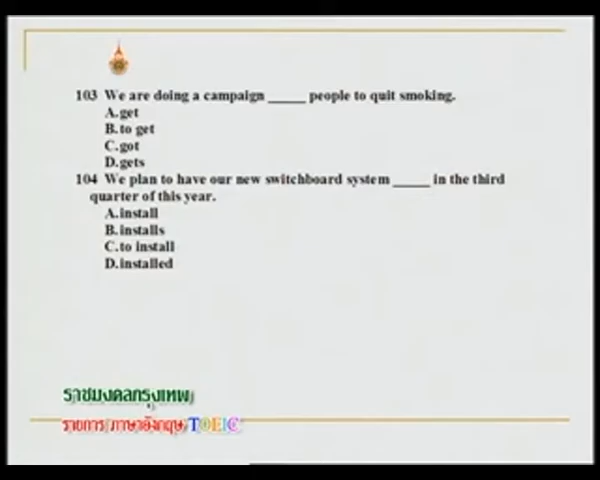 103 We are doing a campaign _____ people to quit smoking.
A. get
B. to get
C. got
D. gets
104 We plan to have our new switchboard system _____ in the third
quarter of this year.
A. install
B. installs
C. to install
D. installed
ราชมงคลกรุงเทพ
รายการ ภาษาอังกฤษ TOEIC